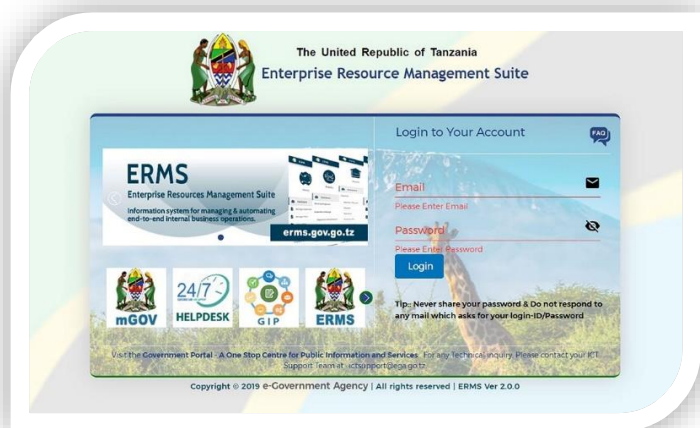 The United Republic of Tanzania
Enterprise Resource Management Suite
Login to Your Account
FAQ
ERMS
Enterprise Resources Management Suite
Information system for managing & automating
end-to-end internal business operations.
erms.gov.go.tz
Email
Please Enter Email
Password
Please Enter Password
Login
24/7
mGOV
HELPDESK
GIP
ERMS
Tip:: Never share your password & Do not respond to
any mail which asks for your login-ID/Password
Visit the Government Portal - A One Stop Centre for Public Information and Services . For any Technical inquiry, Please contact your ICT
Support Team at : ictsupport@ega.go.tz
Copyright © 2019 e-Government Agency | All rights reserved | ERMS Ver 2.0.0